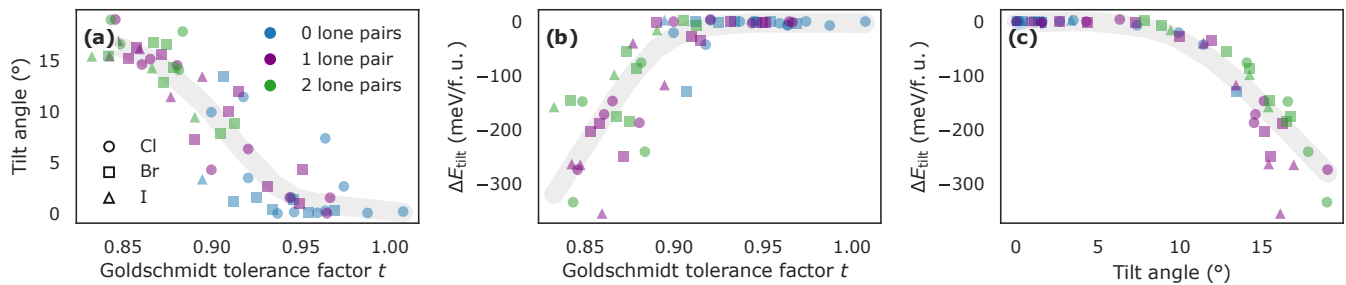 (a)
0 lone pairs
1 lone pair
2 lone pairs
Cl
Br
I
Tilt angle (°)
15
10
5
0
0.85 0.90 0.95 1.00
Goldschmidt tolerance factor t
(b)
ΔE_tilt (meV/f. u.)
0
−100
−200
−300
0.85 0.90 0.95 1.00
Goldschmidt tolerance factor t
(c)
ΔE_tilt (meV/f. u.)
0
−100
−200
−300
0 5 10 15
Tilt angle (°)